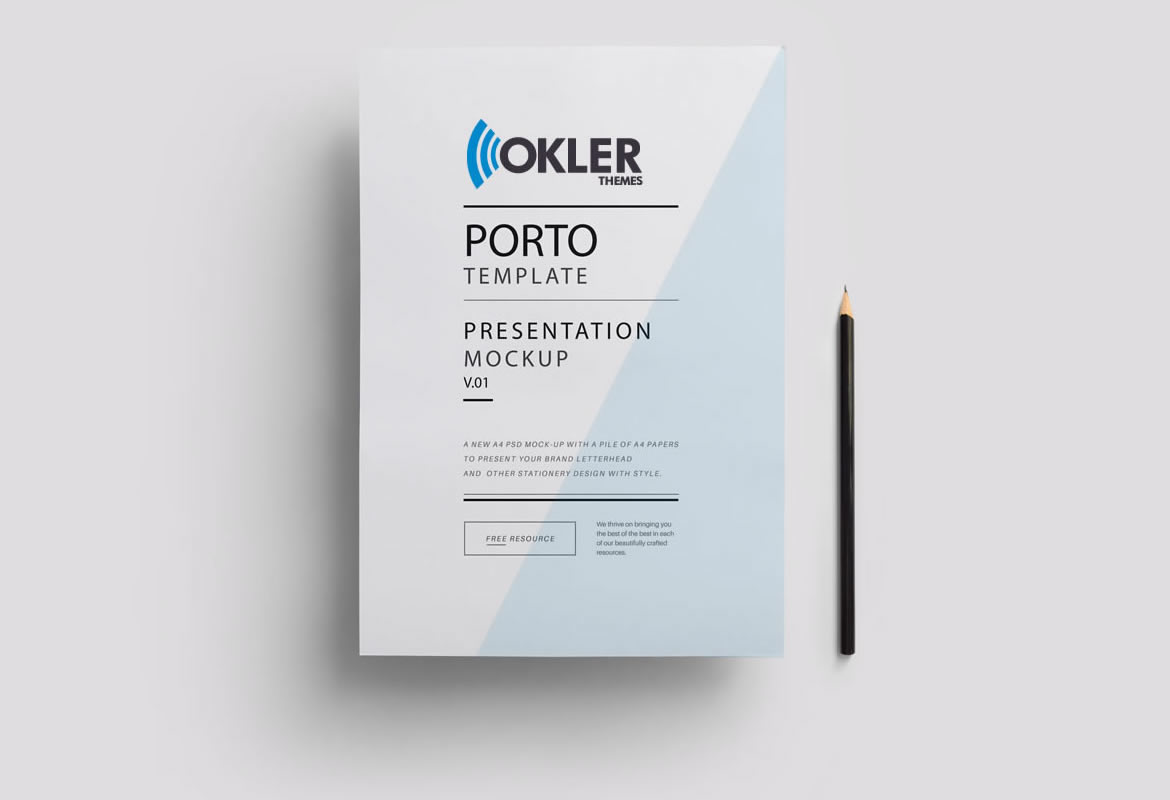 OKLER
THEMES
PORTO
TEMPLATE
PRESENTATION
MOCKUP
V.01
A NEW A4 PSD MOCK-UP WITH A PILE OF A4 PAPERS
TO PRESENT YOUR BRAND LETTERHEAD
AND OTHER STATIONERY DESIGN WITH STYLE.
FREE RESOURCE
We thrive on bringing you
the best of the best in each
of our beautifully crafted
resources.